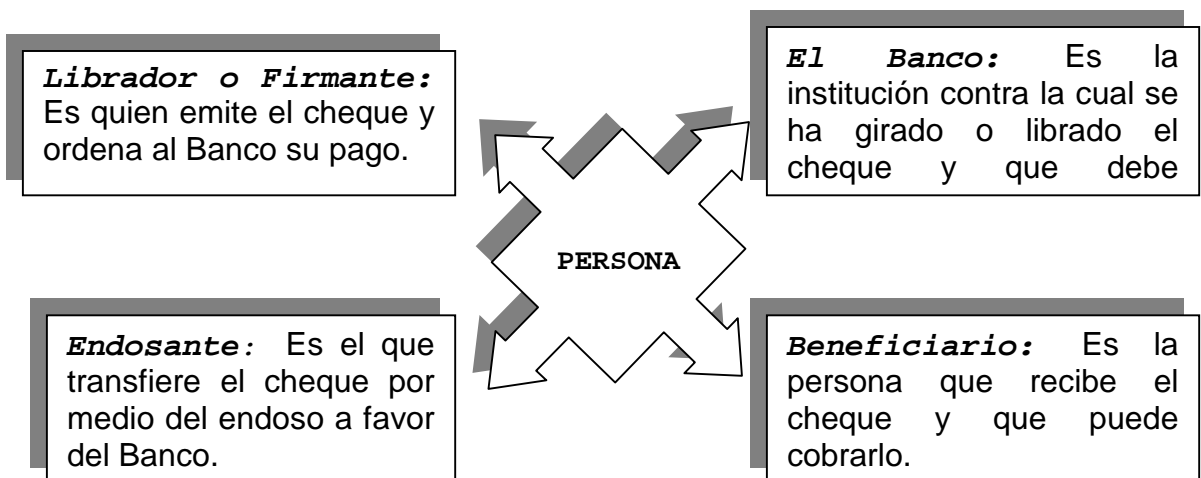 Librador o Firmante:
Es quien emite el cheque y
ordena al Banco su pago.
El Banco: Es la
institución contra la cual se
ha girado o librado el
cheque y que debe
PERSONA
Endosante: Es el que
transfiere el cheque por
medio del endoso a favor
del Banco.
Beneficiario: Es la
persona que recibe el
cheque y que puede
cobrarlo.